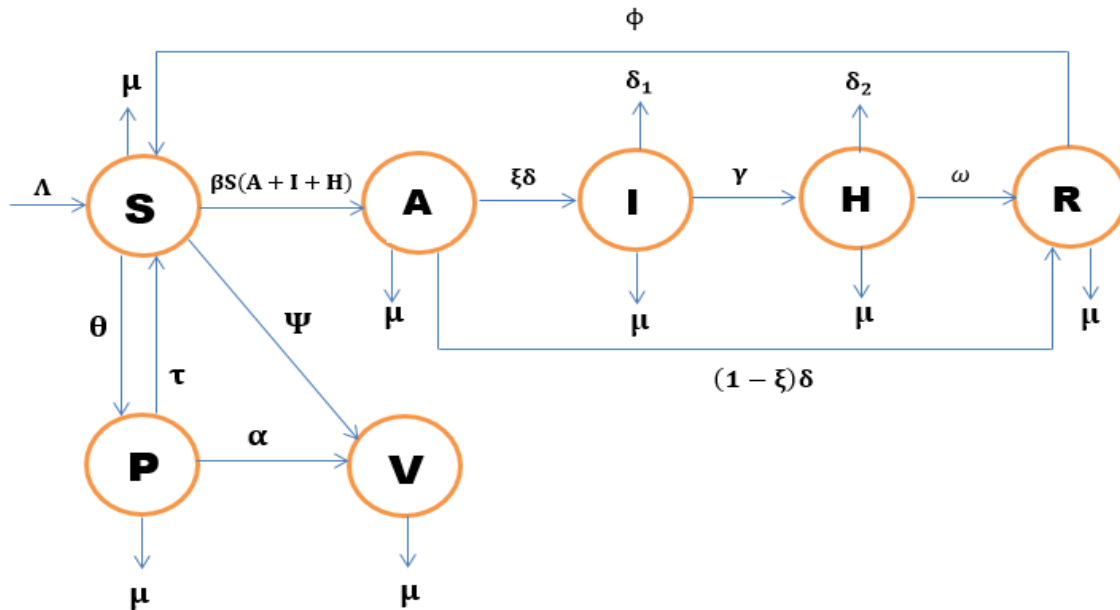 ϕ
μ
δ₁
δ₂
Λ
S
βS(A + I + H)
A
ξδ
I
γ
H
ω
R
μ
μ
μ
μ
θ
τ
Ψ
(1 − ξ)δ
P
α
V
μ
μ